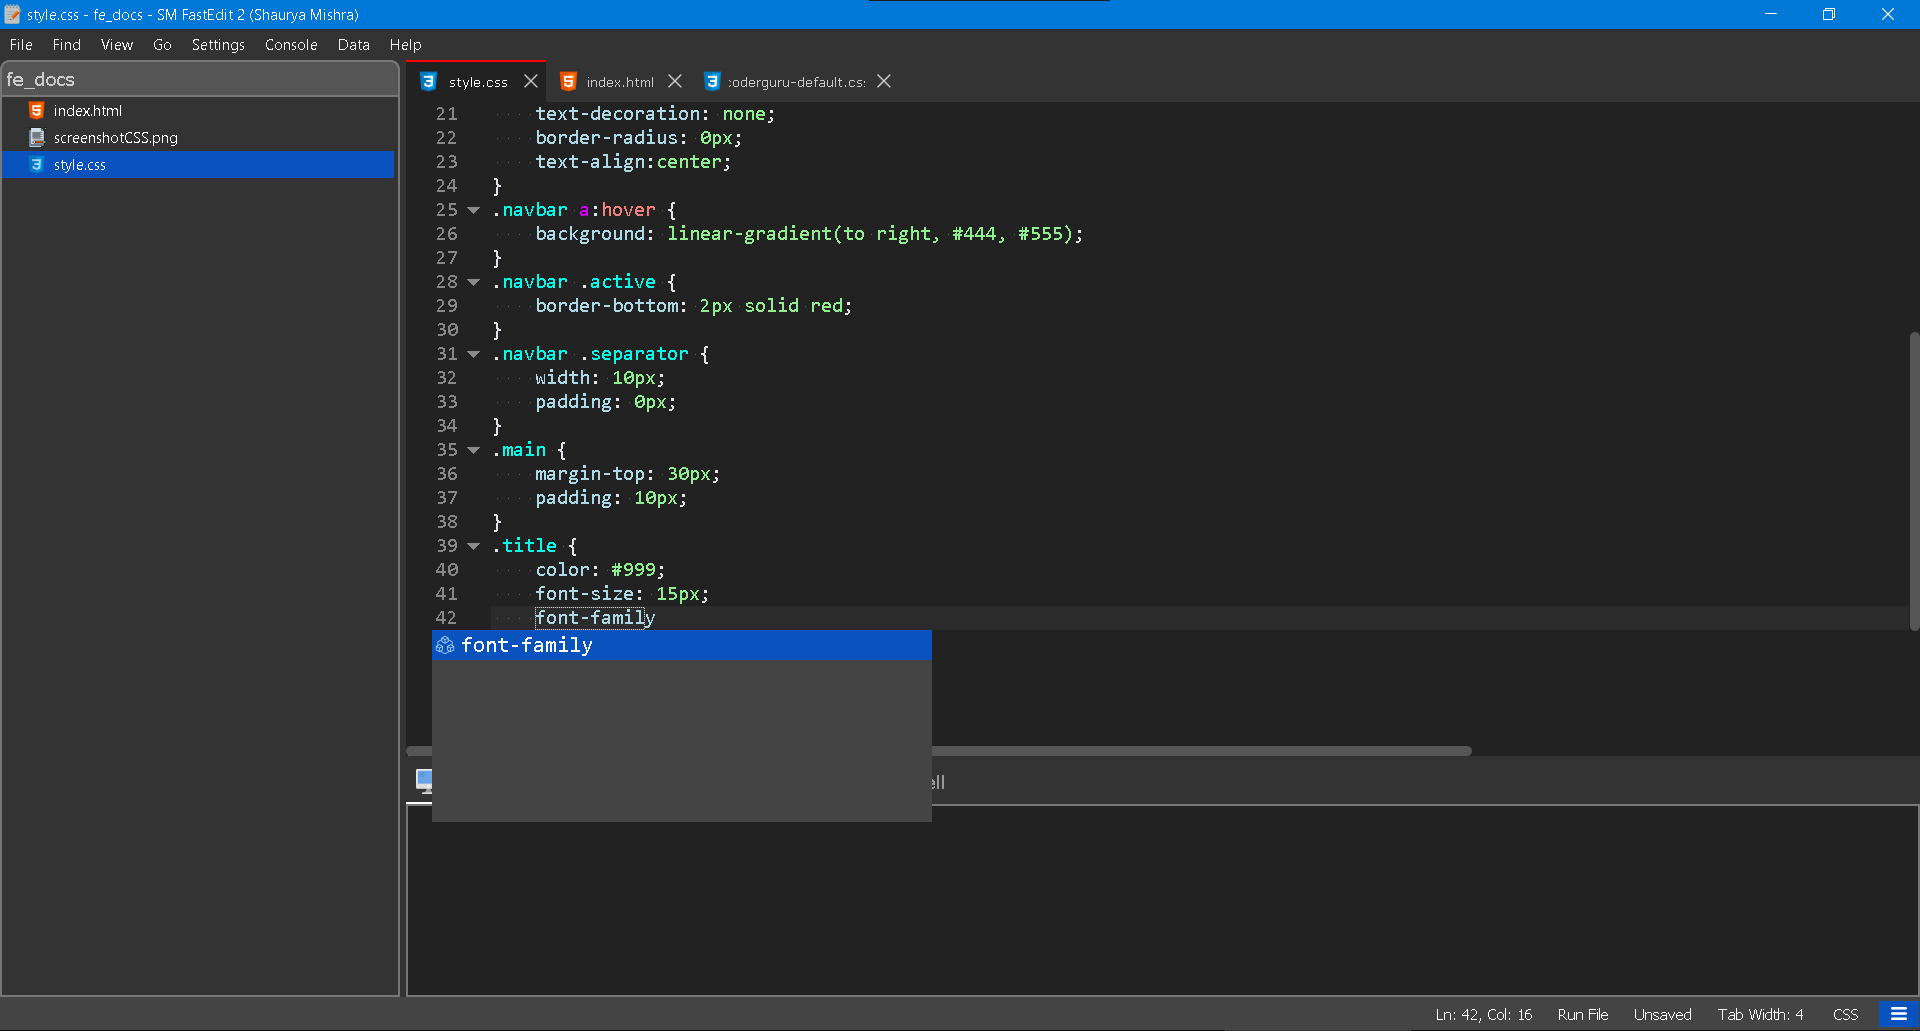 style.css - fe_docs - SM FastEdit 2 (Shaurya Mishra)
File Find View Go Settings Console Data Help
fe_docs
index.html
screenshotCSS.png
style.css
style.css index.html :oderguru-default.cs:
21 text-decoration: none;
22 border-radius: 0px;
23 text-align:center;
24 }
25 .navbar a:hover {
26 background: linear-gradient(to right, #444, #555);
27 }
28 .navbar .active {
29 border-bottom: 2px solid red;
30 }
31 .navbar .separator {
32 width: 10px;
33 padding: 0px;
34 }
35 .main {
36 margin-top: 30px;
37 padding: 10px;
38 }
39 .title {
40 color: #999;
41 font-size: 15px;
42 font-family
font-family
ell
Ln: 42, Col: 16 Run File Unsaved Tab Width: 4 CSS